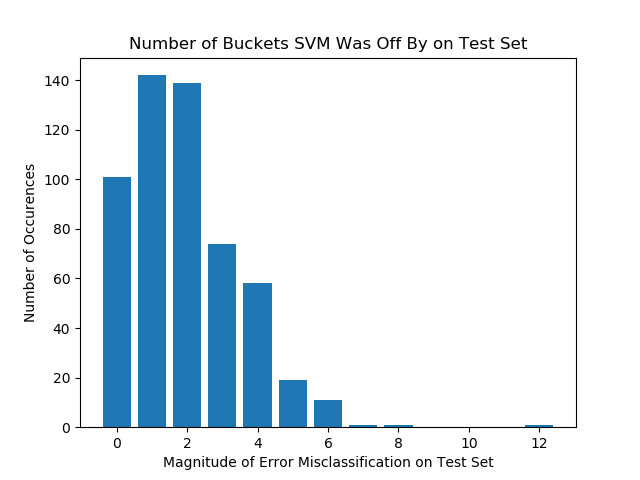 Number of Buckets SVM Was Off By on Test Set
140
120
100
80
60
40
20
0
Number of Occurences
0 2 4 6 8 10 12
Magnitude of Error Misclassification on Test Set